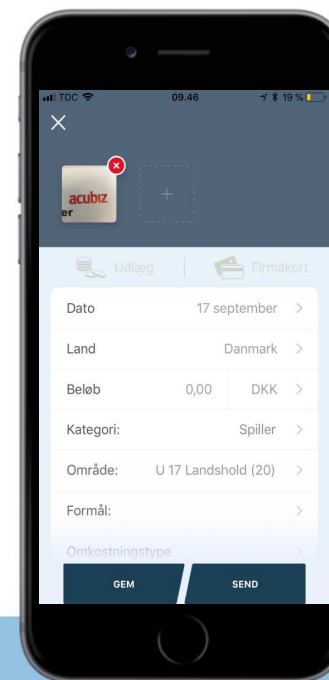 TDC 09.46 19 %
acubiz
er
+
Udlæg Firmakort
Dato 17 september >
Land Danmark >
Beløb 0,00 DKK >
Kategori: Spiller >
Område: U 17 Landshold (20) >
Formål: >
Omkostningstype >
GEM SEND